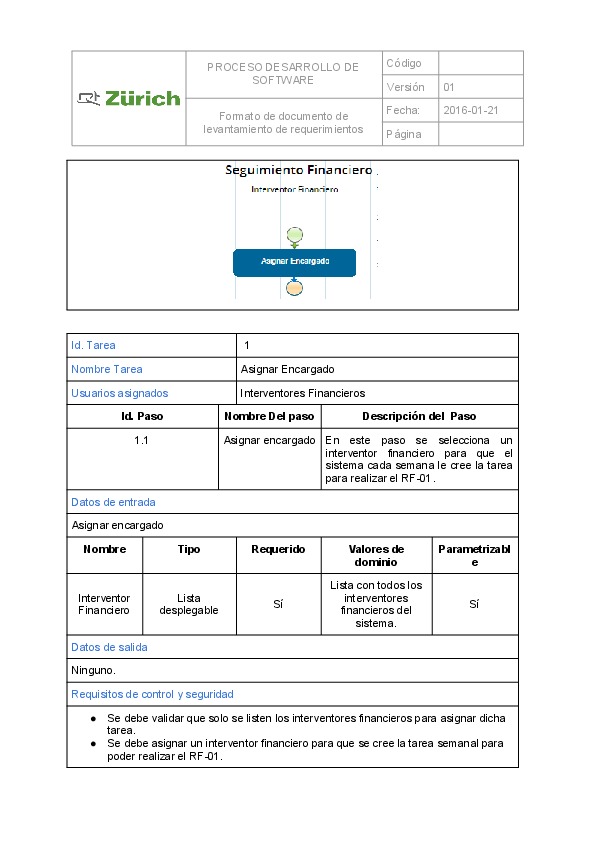 Zürich
PROCESO DESARROLLO DE
SOFTWARE
Formato de documento de
levantamiento de requerimientos
Código
Versión 01
Fecha: 2016-01-21
Página
Seguimiento Financiero
Interventor Financiero
Asignar Encargado
Id. Tarea 1
Nombre Tarea Asignar Encargado
Usuarios asignados Interventores Financieros
Id. Paso Nombre Del paso Descripción del Paso
1.1 Asignar encargado En este paso se selecciona un
interventor financiero para que el
sistema cada semana le cree la tarea
para realizar el RF-01.
Datos de entrada
Asignar encargado
Nombre Tipo Requerido Valores de
dominio Parametrizabl
e
Interventor
Financiero
Lista
desplegable
Sí
Lista con todos los
interventores
financieros del
sistema.
Sí
Datos de salida
Ninguno.
Requisitos de control y seguridad
● Se debe validar que solo se listen los interventores financieros para asignar dicha
tarea.
● Se debe asignar un interventor financiero para que se cree la tarea semanal para
poder realizar el RF-01.